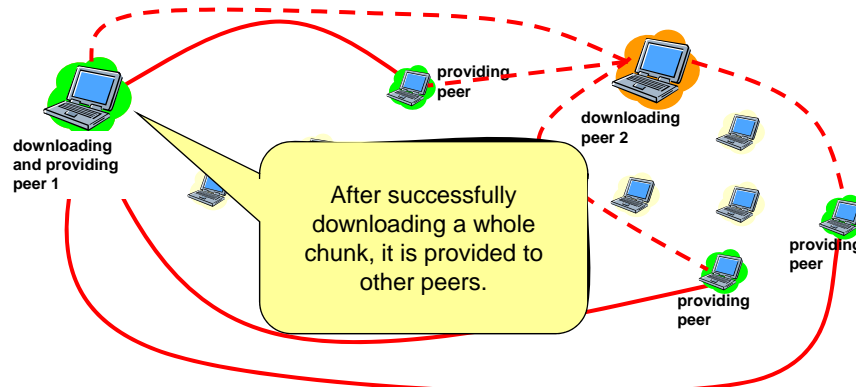 providing
peer
downloading
peer 2
downloading
and providing
peer 1
After successfully
downloading a whole
chunk, it is provided to
other peers.
providing
peer
providing
peer